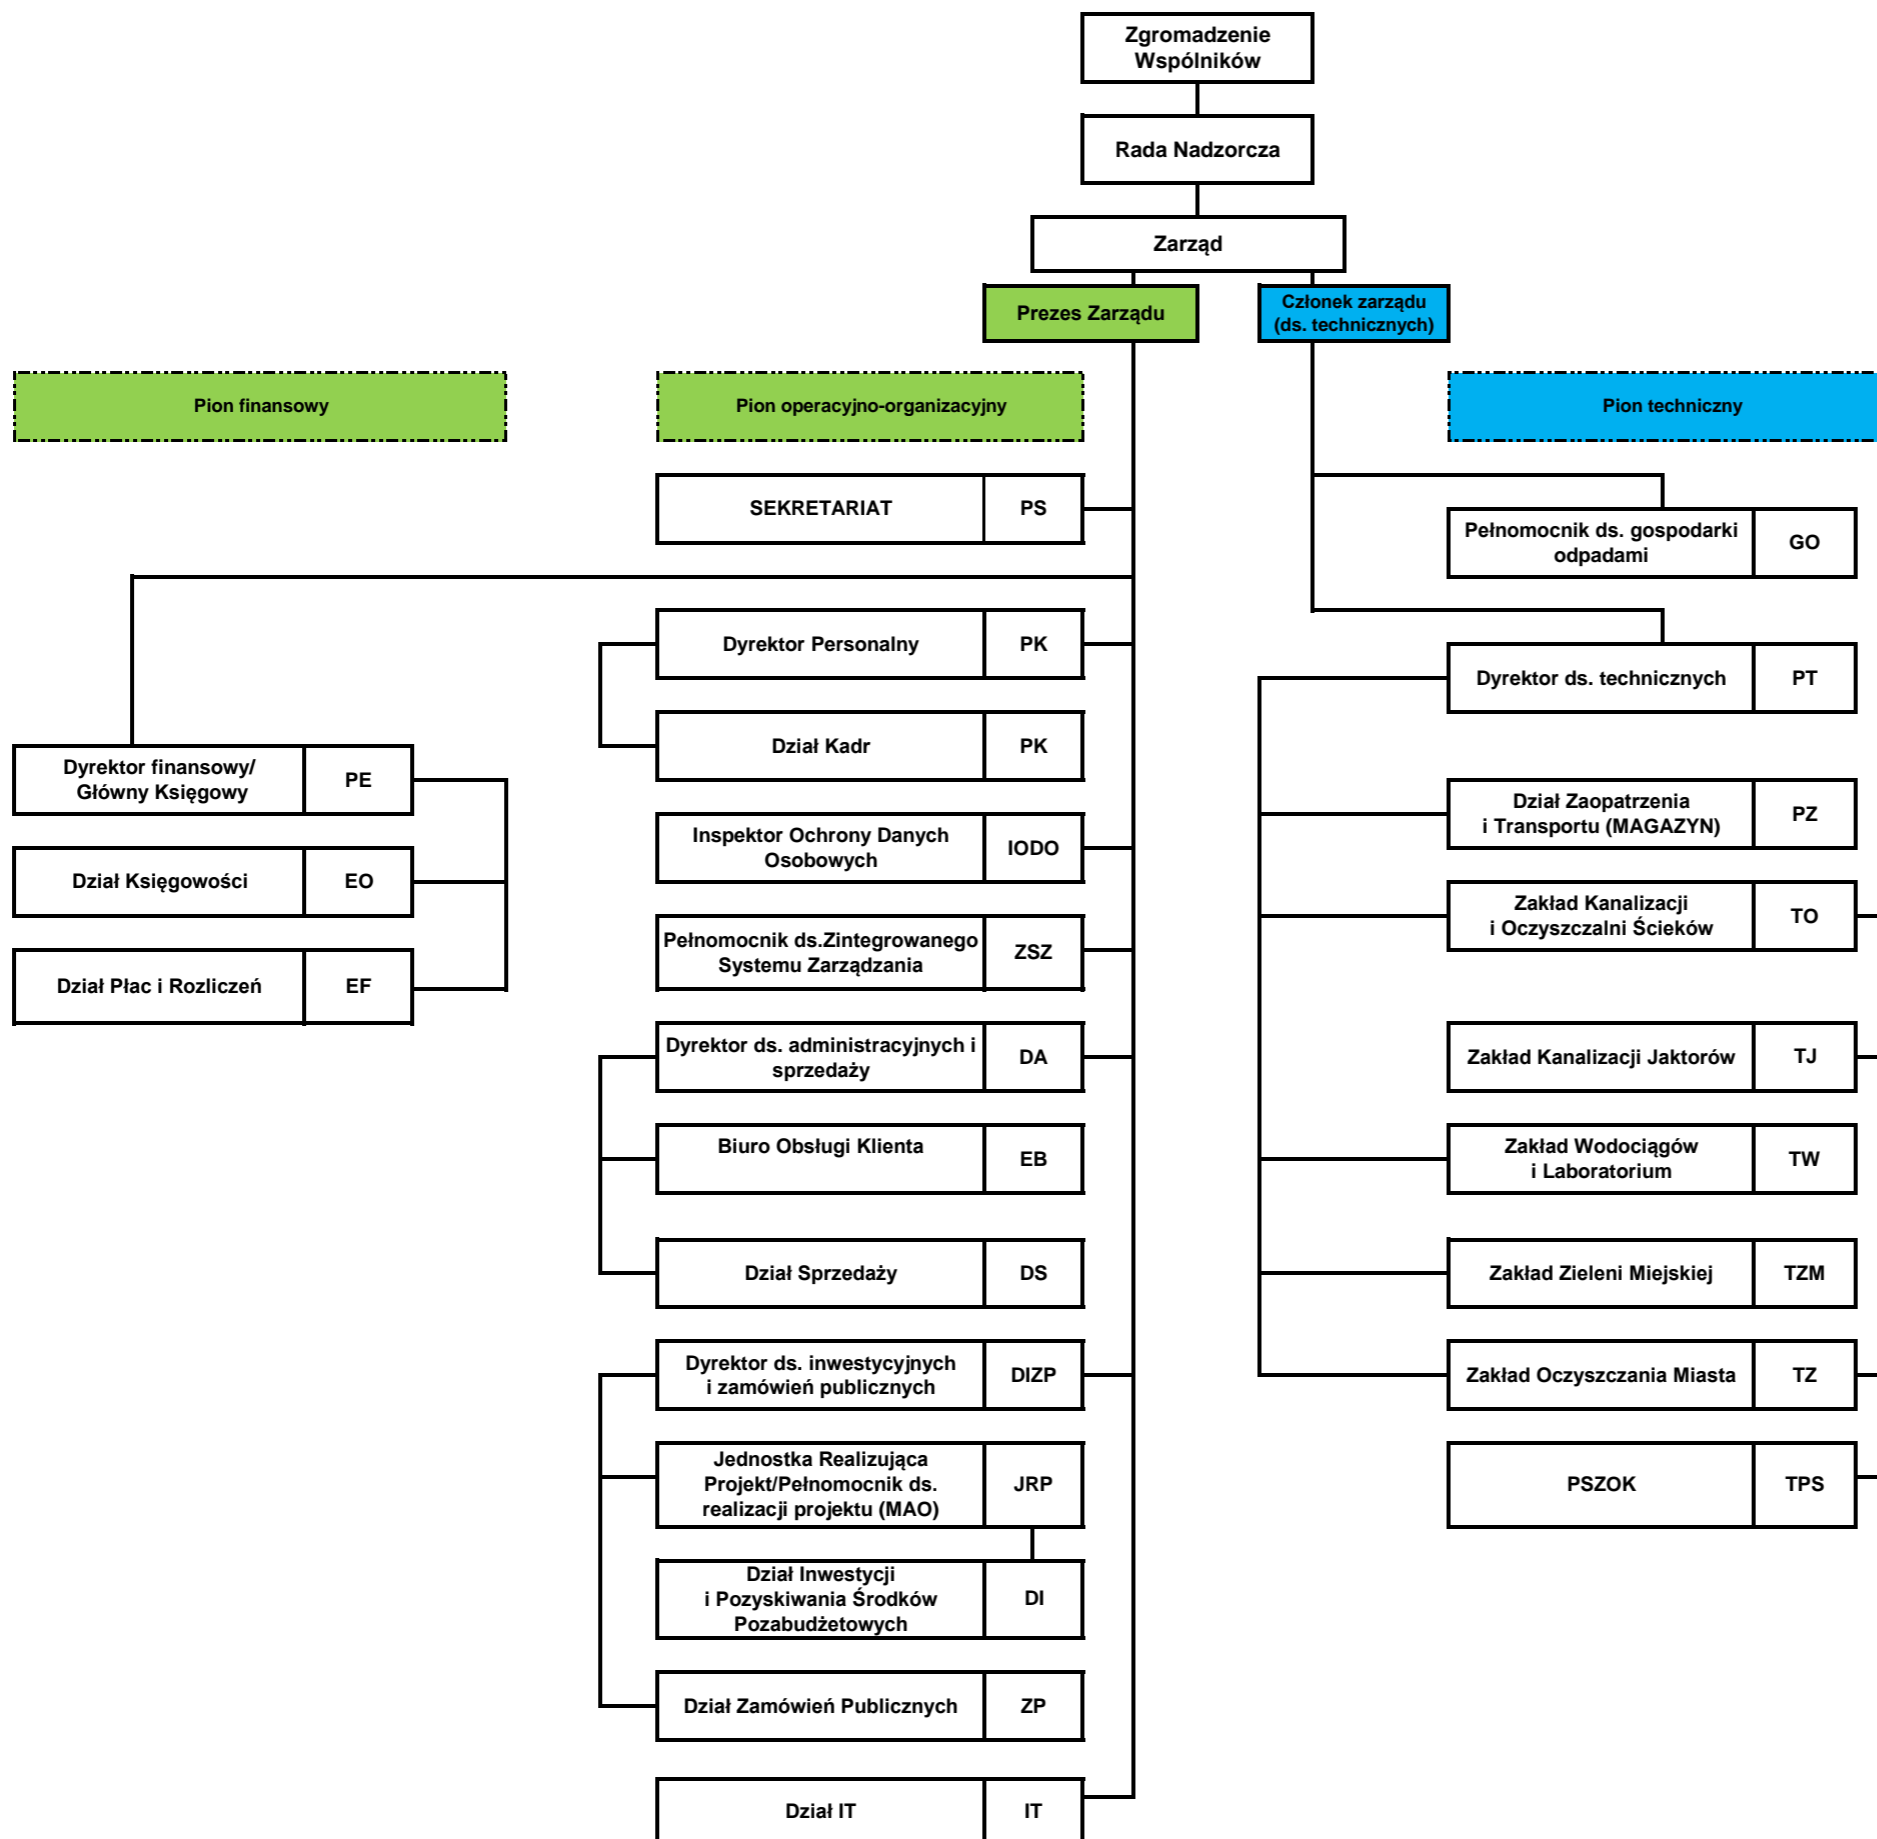 Zgromadzenie
Wspólników
Rada Nadzorcza
Zarząd
Prezes Zarządu
Członek zarządu
(ds. technicznych)
Pion finansowy
Pion operacyjno-organizacyjny
Pion techniczny
SEKRETARIAT
PS
Pełnomocnik ds. gospodarki
odpadami
GO
Dyrektor Personalny
PK
Dyrektor ds. technicznych
PT
Dział Kadr
PK
Dyrektor finansowy/
Główny Księgowy
PE
Dział Zaopatrzenia
i Transportu (MAGAZYN)
PZ
Inspektor Ochrony Danych
Osobowych
IODO
Dział Księgowości
EO
Zakład Kanalizacji
i Oczyszczalni Ścieków
TO
Pełnomocnik ds.Zintegrowanego
Systemu Zarządzania
ZSZ
Dział Płac i Rozliczeń
EF
Dyrektor ds. administracyjnych i
sprzedaży
DA
Zakład Kanalizacji Jaktorów
TJ
Biuro Obsługi Klienta
EB
Zakład Wodociągów
i Laboratorium
TW
Dział Sprzedaży
DS
Zakład Zieleni Miejskiej
TZM
Dyrektor ds. inwestycyjnych
i zamówień publicznych
DIZP
Zakład Oczyszczania Miasta
TZ
Jednostka Realizująca
Projekt/Pełnomocnik ds.
realizacji projektu (MAO)
JRP
PSZOK
TPS
Dział Inwestycji
i Pozyskiwania Środków
Pozabudżetowych
DI
Dział Zamówień Publicznych
ZP
Dział IT
IT